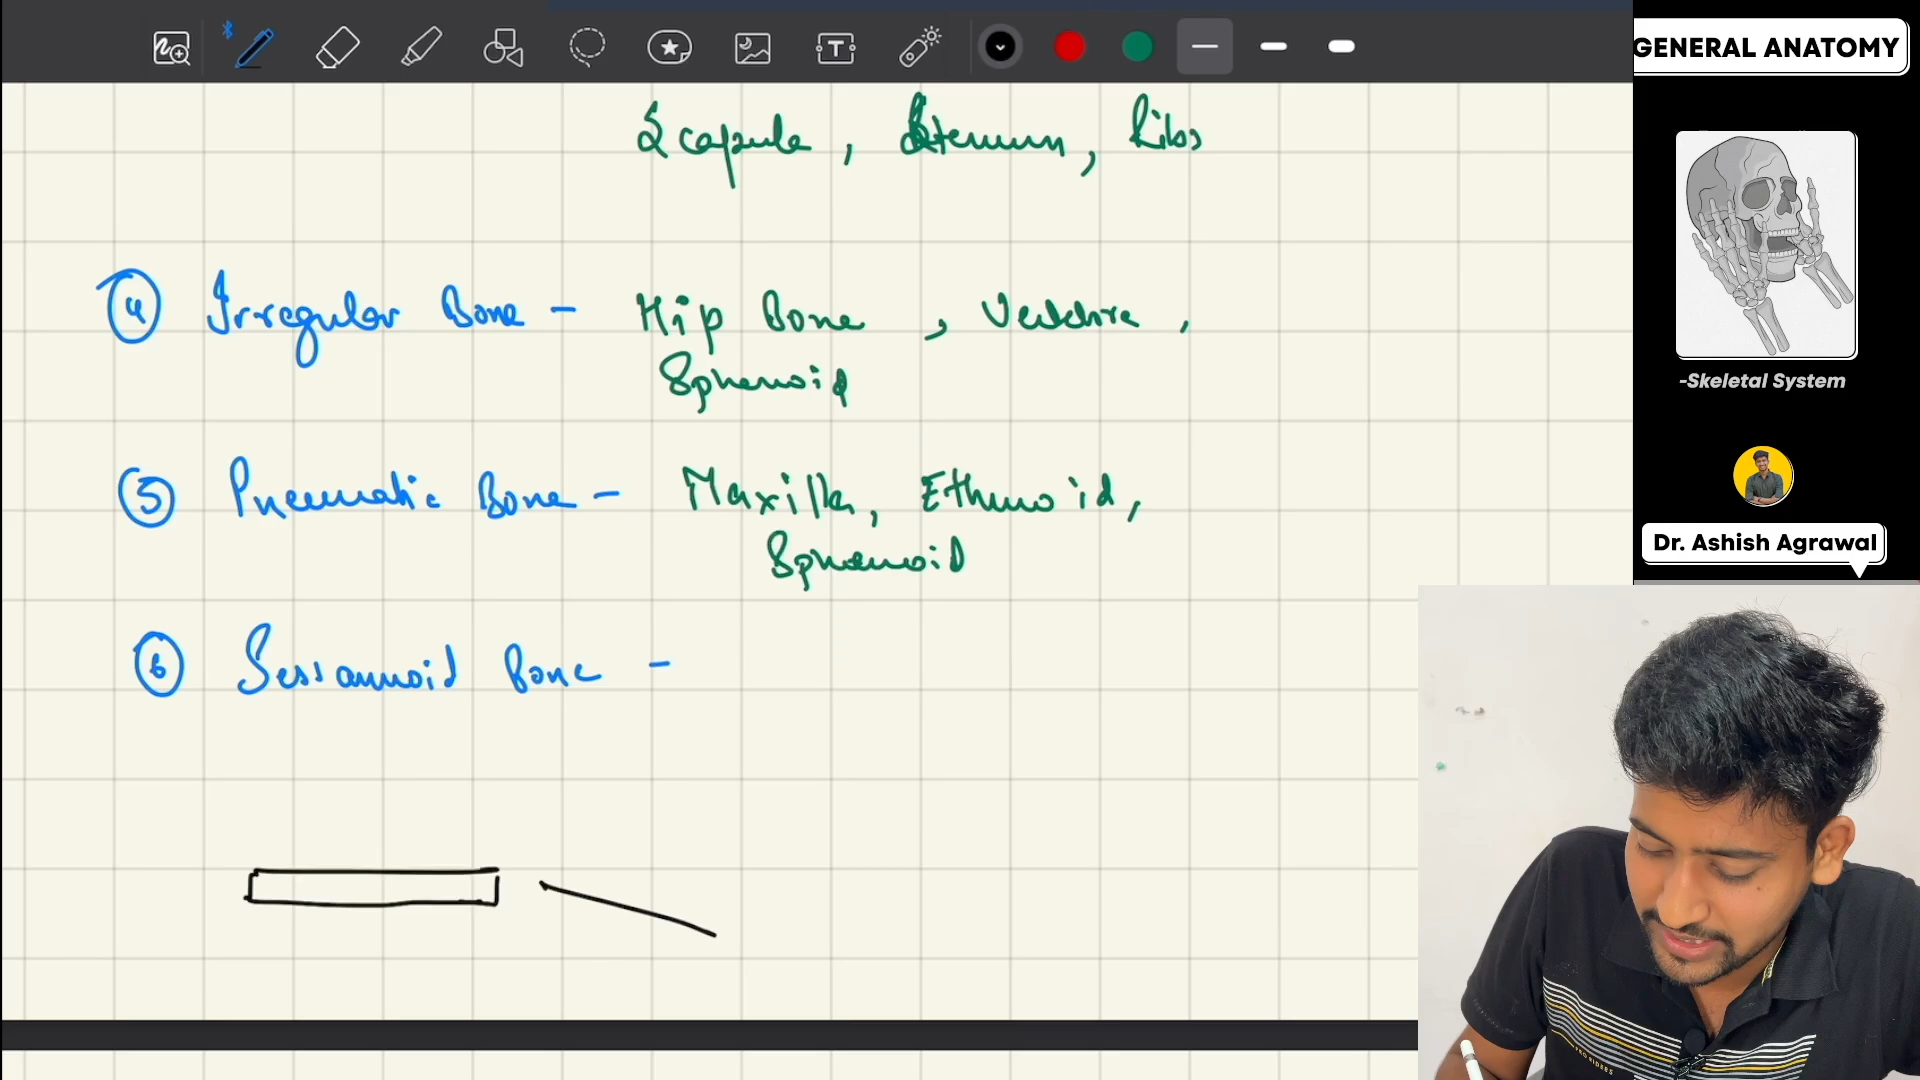 GENERAL ANATOMY
Scapula, Sternum, Ribs
④ Irregular Bone - Hip Bone, Vertebra,
Sphenoid
-Skeletal System
⑤ Pneumatic Bone - Maxilla, Ethmoid,
Sphenoid
Dr. Ashish Agrawal
⑥ Sessamoid Bone -